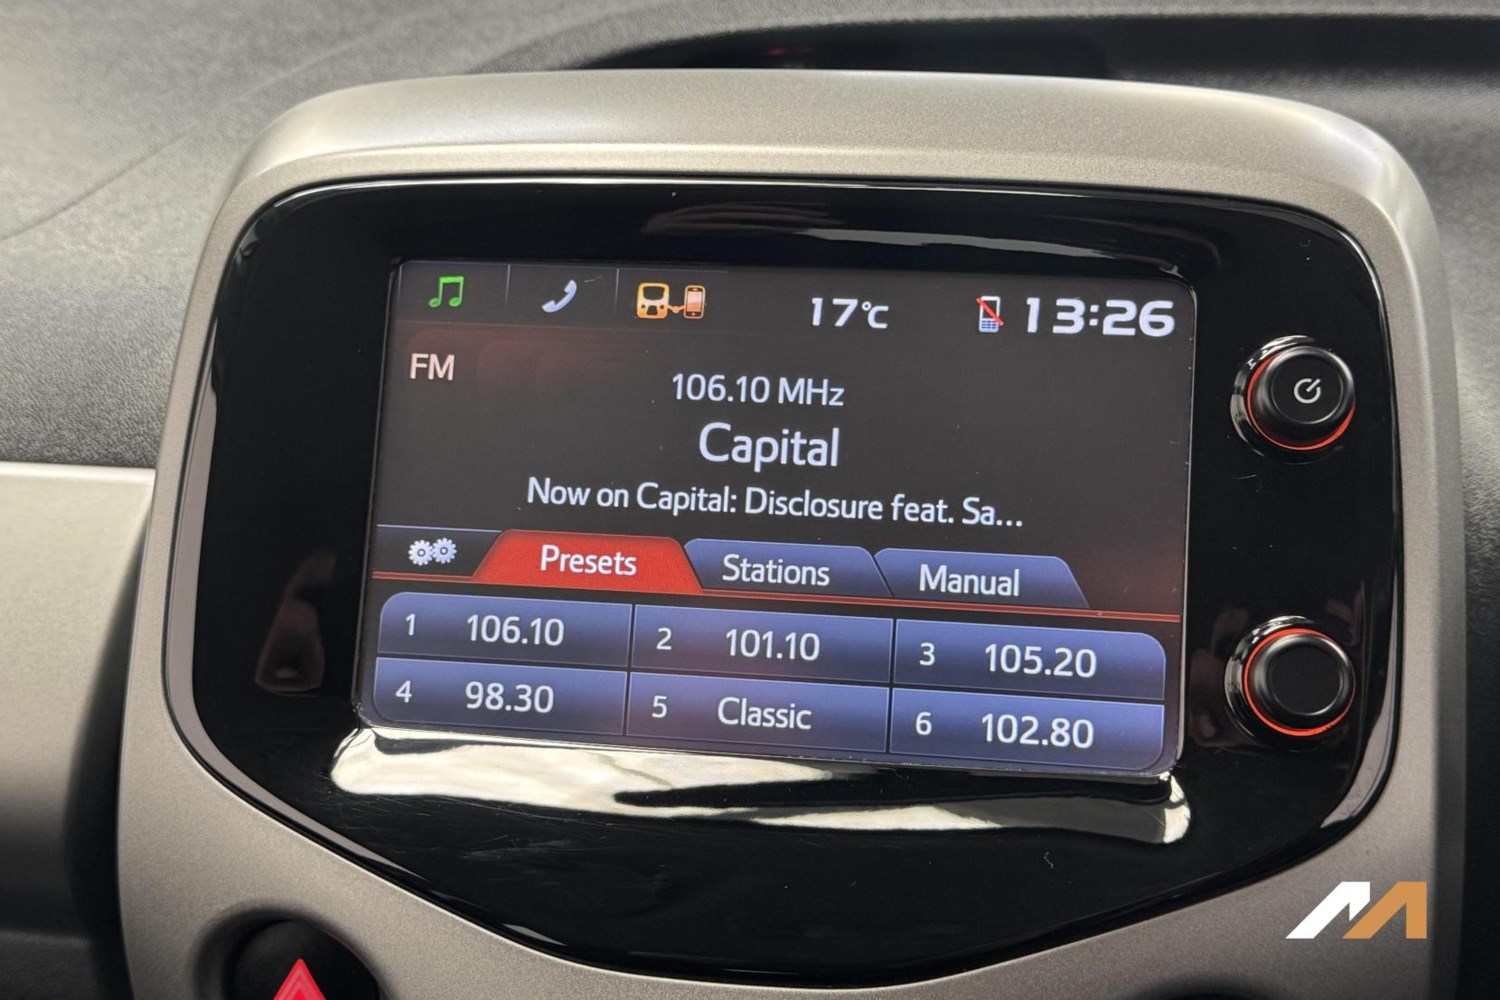 17°C 13:26
FM
106.10 MHz
Capital
Now on Capital: Disclosure feat. Sa...
Presets Stations Manual
1 106.10 2 101.10 3 105.20
4 98.30 5 Classic 6 102.80